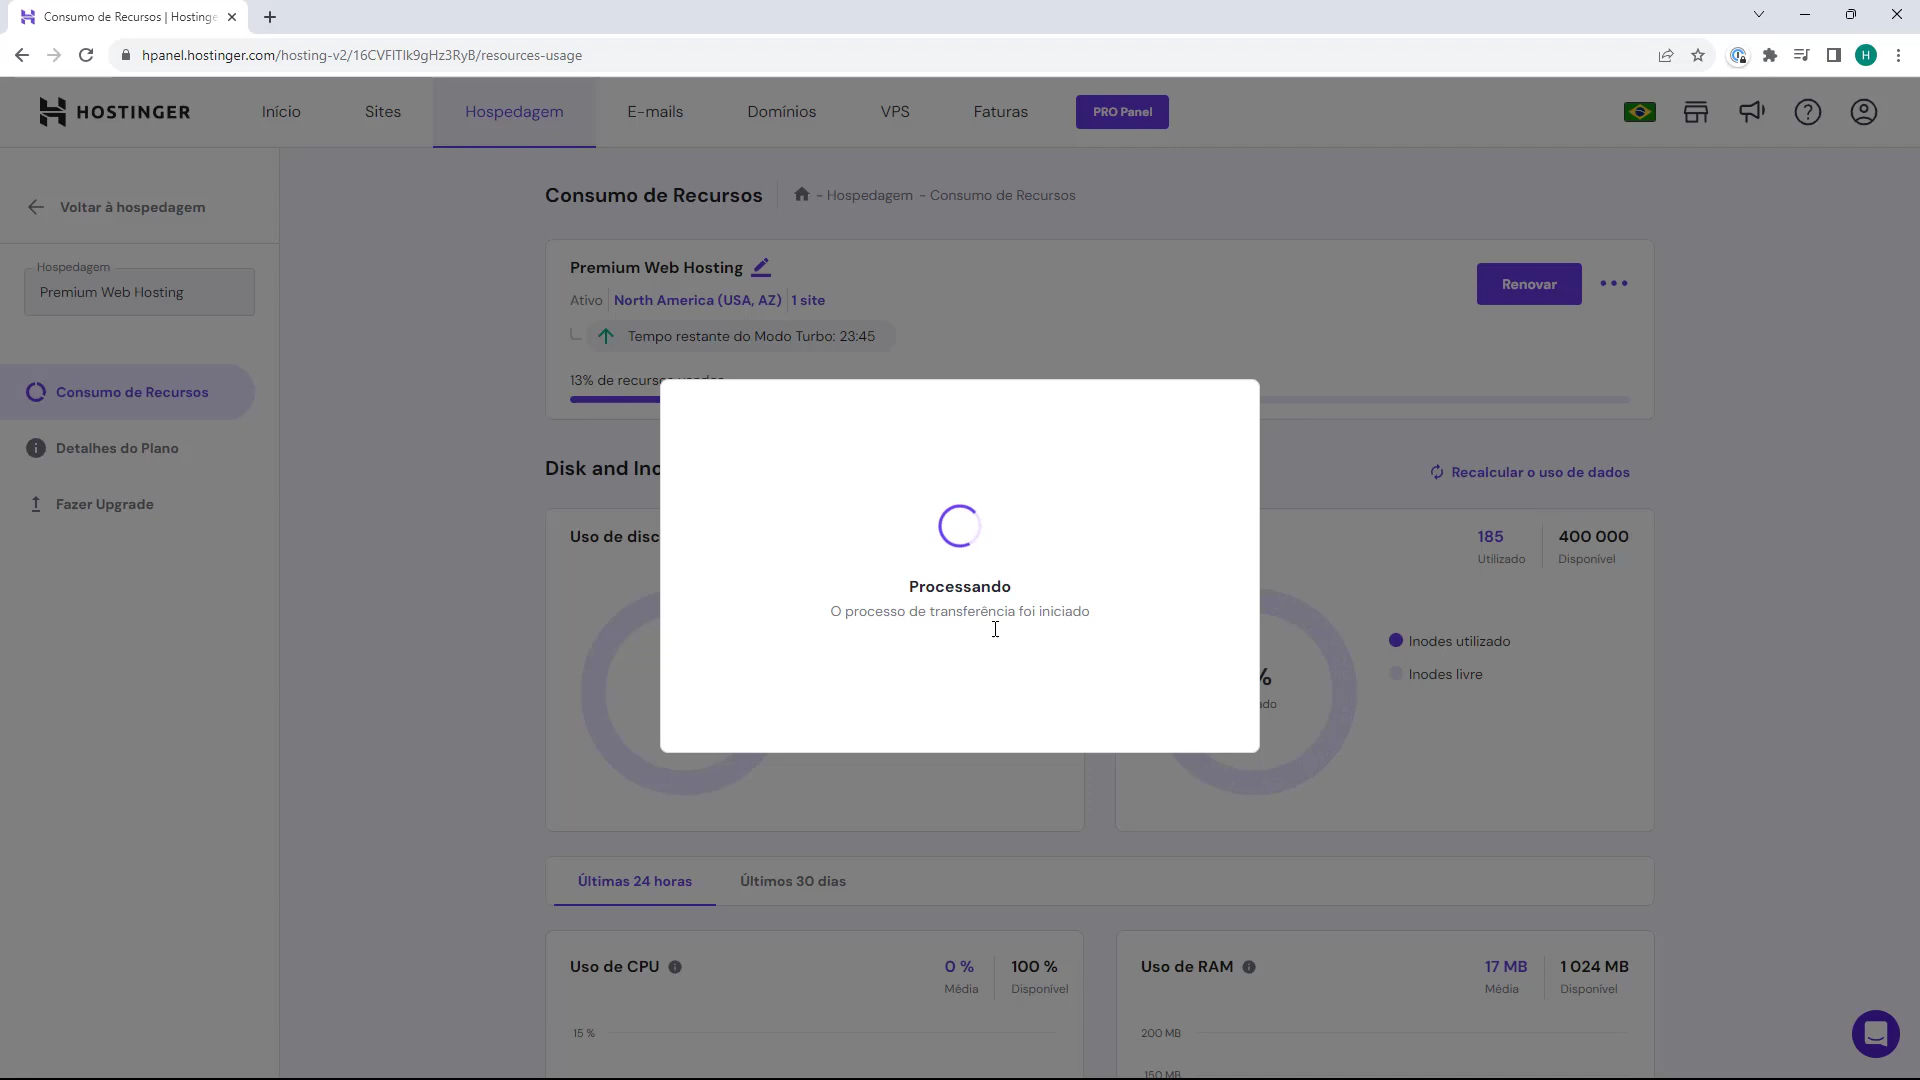 Consumo de Recursos | Hostinge
hpanel.hostinger.com/hosting-v2/16CVFITIk9gHz3RyB/resources-usage
H
HOSTINGER
Início
Sites
Hospedagem
E-mails
Domínios
VPS
Faturas
PRO Panel
Voltar à hospedagem
Hospedagem
Premium Web Hosting
Consumo de Recursos
Detalhes do Plano
Fazer Upgrade
Consumo de Recursos
- Hospedagem - Consumo de Recursos
Premium Web Hosting
Ativo North America (USA, AZ) 1 site
Renovar
Tempo restante do Modo Turbo: 23:45
13% de recursos usados
Disk and Ino
Recalcular o uso de dados
Uso de disc
185
Utilizado
400 000
Disponível
Inodes utilizado
Inodes livre
%
ado
Processando
O processo de transferência foi iniciado
Últimas 24 horas
Últimos 30 dias
Uso de CPU
0 %
Média
100 %
Disponível
15 %
Uso de RAM
17 MB
Média
1 024 MB
Disponível
200 MB
150 MB